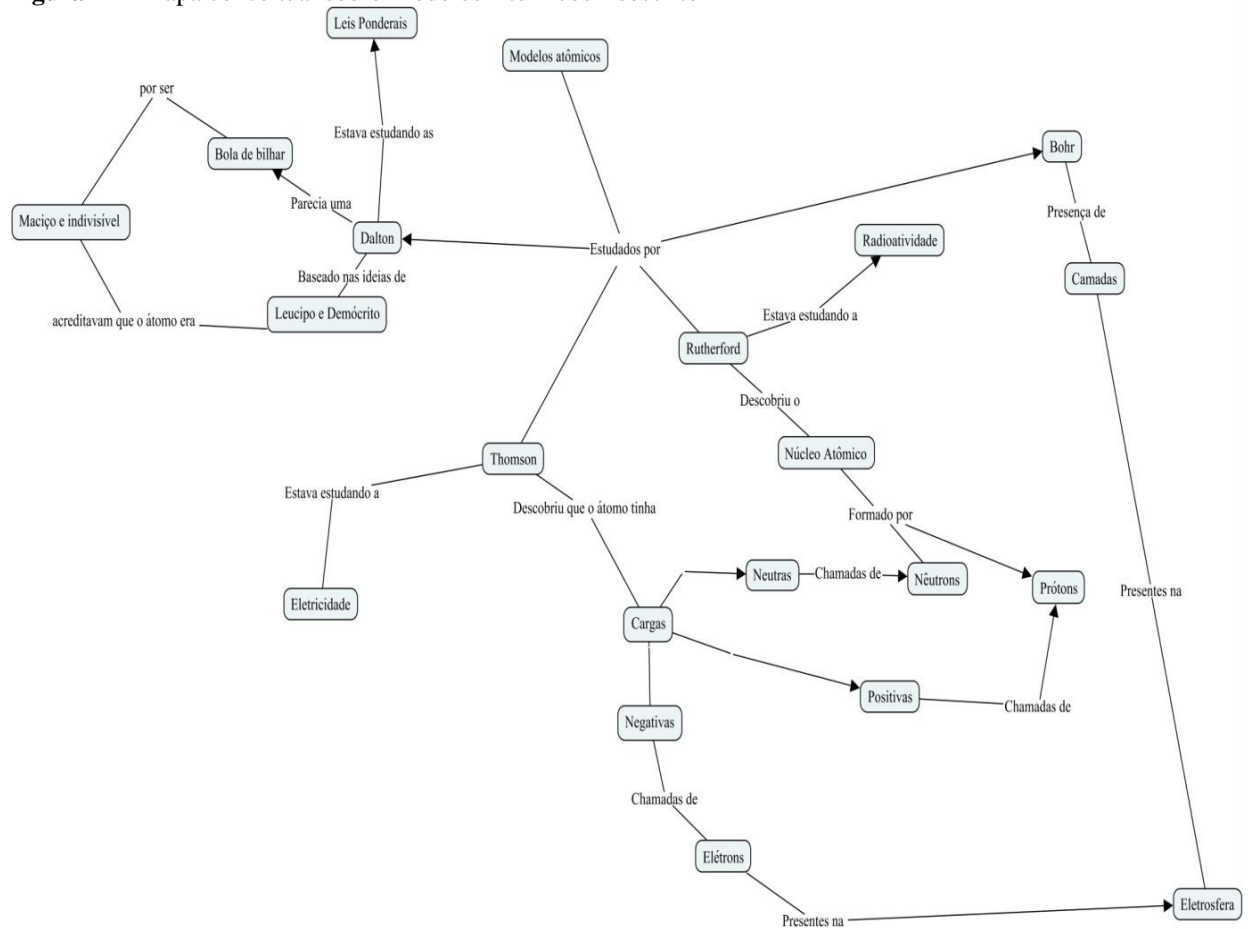 Leis Ponderais
Modelos atômicos
por ser
Estava estudando as
Bola de bilhar
Bohr
Parecia uma
Maciço e indivisível
Presença de
Dalton
Estudados por
Radioatividade
Baseado nas ideias de
Camadas
Leucipo e Demócrito
acreditavam que o átomo era
Estava estudando a
Rutherford
Descobriu o
Thomson
Núcleo Atômico
Estava estudando a
Descobriu que o átomo tinha
Formado por
Neutras
Chamadas de
Nêutrons
Prótons
Presentes na
Eletricidade
Cargas
Positivas
Chamadas de
Negativas
Chamadas de
Elétrons
Presentes na
Eletrosfera